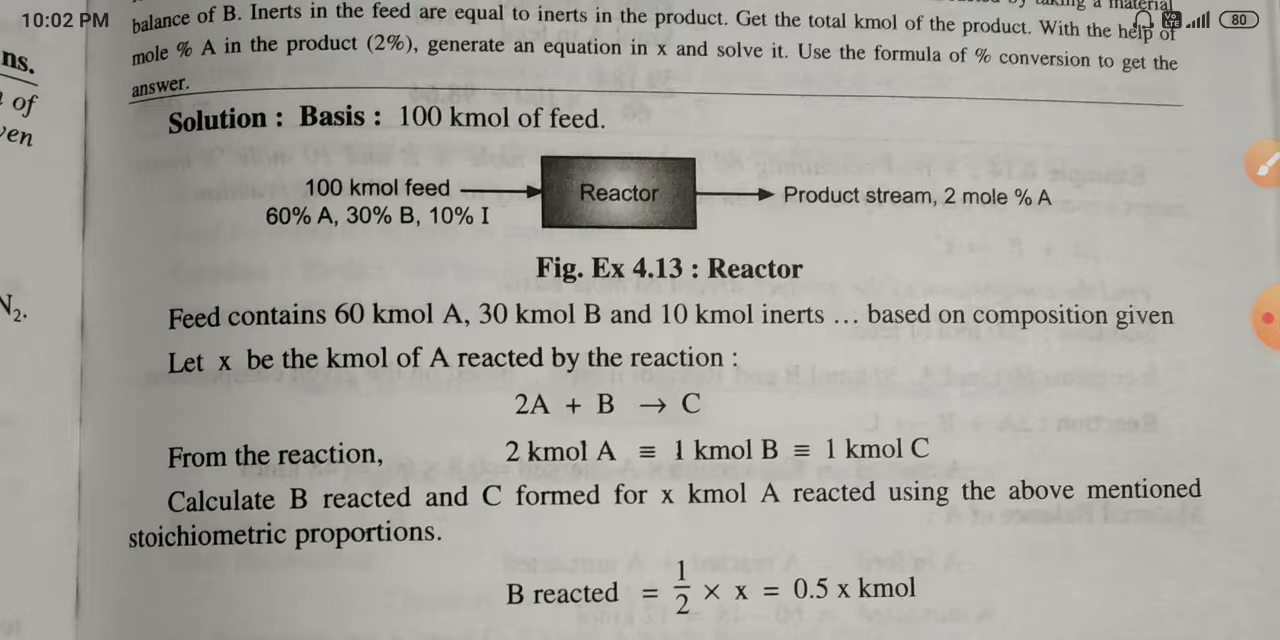 10:02 PM
80
balance of B. Inerts in the feed are equal to inerts in the product. Get the total kmol of the product. With the help of
mole % A in the product (2%), generate an equation in x and solve it. Use the formula of % conversion to get the
answer.
ns.
of
en
N₂.
Solution : Basis : 100 kmol of feed.
100 kmol feed
60% A, 30% B, 10% I
Reactor
Product stream, 2 mole % A
Fig. Ex 4.13 : Reactor
Feed contains 60 kmol A, 30 kmol B and 10 kmol inerts ... based on composition given
Let x be the kmol of A reacted by the reaction :
2A + B → C
From the reaction, 2 kmol A ≡ 1 kmol B ≡ 1 kmol C
Calculate B reacted and C formed for x kmol A reacted using the above mentioned
stoichiometric proportions.
B reacted = 1/2 × x = 0.5 x kmol